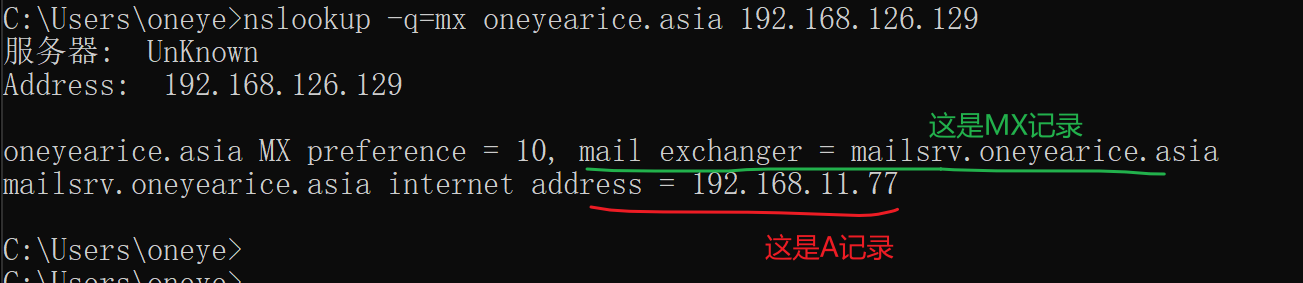 C:\Users\oneye>nslookup -q=mx oneyearice.asia 192.168.126.129
服务器:  UnKnown
Address:  192.168.126.129
这是MX记录
oneyearice.asia MX preference = 10, mail exchanger = mailsrv.oneyearice.asia
mailsrv.oneyearice.asia internet address = 192.168.11.77
这是A记录
C:\Users\oneye>
C:\Users\oneye>